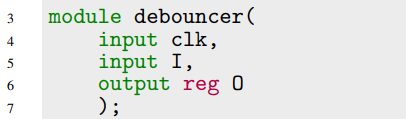 3 module debouncer(
4 input clk,
5 input I,
6 output reg O
7 );